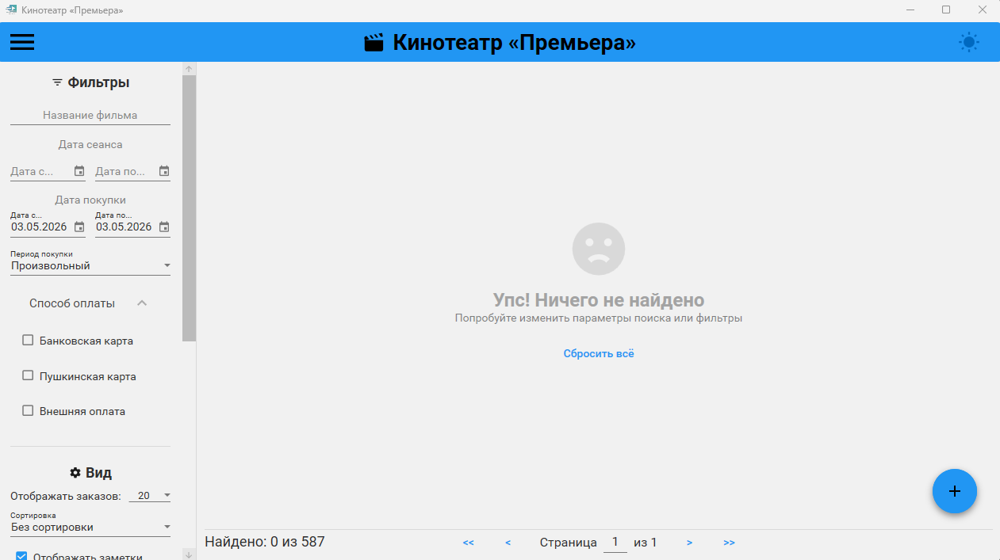 Кинотеатр «Премьера»
Кинотеатр «Премьера»
Фильтры
Название фильма
Дата сеанса
Дата с... Дата по...
Дата покупки
Дата с... Дата по...
03.05.2026 03.05.2026
Период покупки
Произвольный
Способ оплаты
Банковская карта
Пушкинская карта
Внешняя оплата
Вид
Отображать заказов: 20
Сортировка
Без сортировки
Отображать заметки
Упс! Ничего не найдено
Попробуйте изменить параметры поиска или фильтры
Сбросить всё
+
Найдено: 0 из 587 << < Страница 1 из 1 > >>